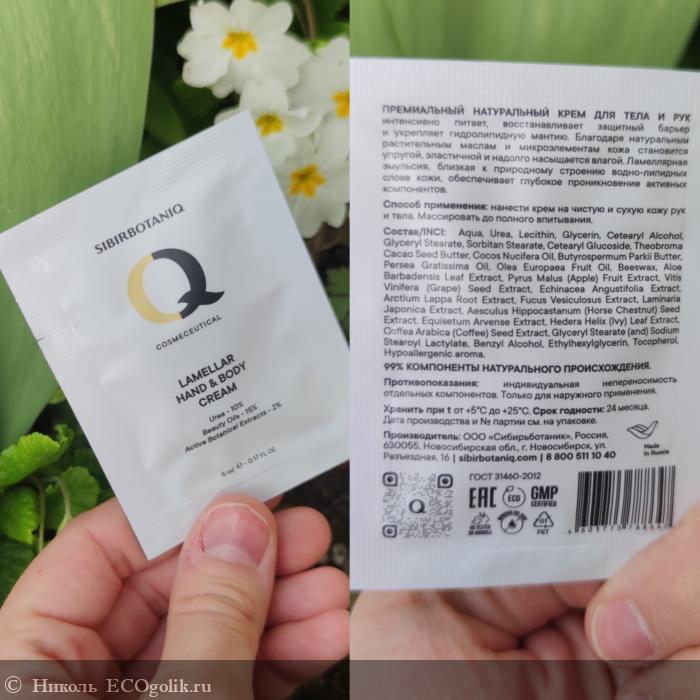 SIBIRBOTANIQ
COSMECEUTICAL
LAMELLAR
HAND & BODY
CREAM
Urea - 10%
Beauty Oils - 15%
Active Botanical Extracts - 2%
5 ml ℮ - 0.17 FL OZ
ПРЕМИАЛЬНЫЙ НАТУРАЛЬНЫЙ КРЕМ ДЛЯ ТЕЛА И РУК
интенсивно питает, восстанавливает защитный барьер
и укрепляет гидролипидную мантию. Благодаря натуральным
растительным маслам и микроэлементам кожа становится
упругой, эластичной и надолго насыщается влагой. Ламеллярная
эмульсия, близкая к природному строению водно-липидных
слоев кожи, обеспечивает глубокое проникновение активных
компонентов.
Способ применения: нанести крем на чистую и сухую кожу рук
и тела. Массировать до полного впитывания.
Состав/INCI: Aqua, Urea, Lecithin, Glycerin, Cetearyl Alcohol,
Glyceryl Stearate, Sorbitan Stearate, Cetearyl Glucoside, Theobroma
Cacao Seed Butter, Cocos Nucifera Oil, Butyrospermum Parkii Butter,
Persea Gratissima Oil, Olea Europaea Fruit Oil, Beeswax, Aloe
Barbadensis Leaf Extract, Pyrus Malus (Apple) Fruit Extract, Vitis
Vinifera (Grape) Seed Extract, Echinacea Angustifolia Extract,
Arctium Lappa Root Extract, Fucus Vesiculosus Extract, Laminaria
Japonica Extract, Aesculus Hippocastanum (Horse Chestnut) Seed
Extract, Equisetum Arvense Extract, Hedera Helix (Ivy) Leaf Extract,
Coffea Arabica (Coffee) Seed Extract, Glyceryl Stearate (and) Sodium
Stearoyl Lactylate, Benzyl Alcohol, Ethylhexylglycerin, Tocopherol,
Hypoallergenic aroma.
99% КОМПОНЕНТЫ НАТУРАЛЬНОГО ПРОИСХОЖДЕНИЯ.
Противопоказания: индивидуальная непереносимость
отдельных компонентов. Только для наружного применения.
Хранить при t от +5°C до +25°C. Срок годности: 24 месяца.
Дата производства и № партии см. на упаковке.
Производитель: ООО «Сибирьботаник», Россия,
630055, Новосибирская обл., г. Новосибирск, ул.
Разъездная, 16 | sibirbotaniq.com | 8 800 511 10 40
Made
in Russia
ГОСТ 31460-2012
EAC ECO GMP
PET
© Николь ECOgolik.ru